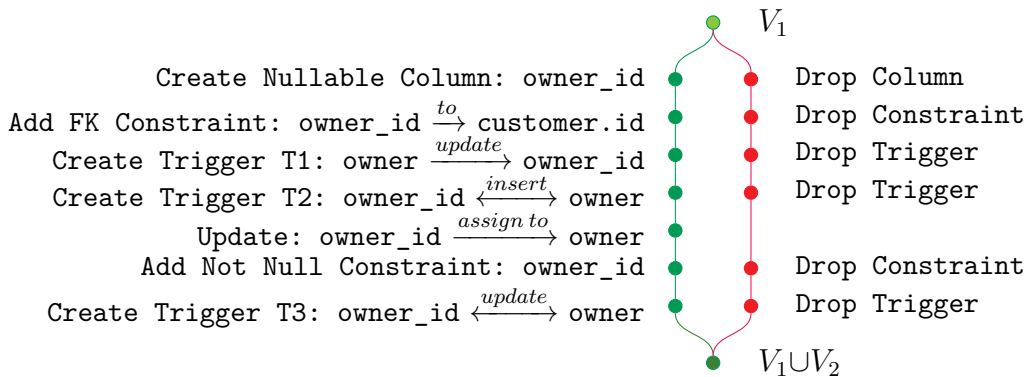 V₁
Create Nullable Column: owner_id Drop Column
Add FK Constraint: owner_id —to→ customer.id Drop Constraint
Create Trigger T1: owner —update→ owner_id Drop Trigger
Create Trigger T2: owner_id ←insert→ owner Drop Trigger
Update: owner_id —assign to→ owner
Add Not Null Constraint: owner_id Drop Constraint
Create Trigger T3: owner_id ←update→ owner Drop Trigger
V₁∪V₂